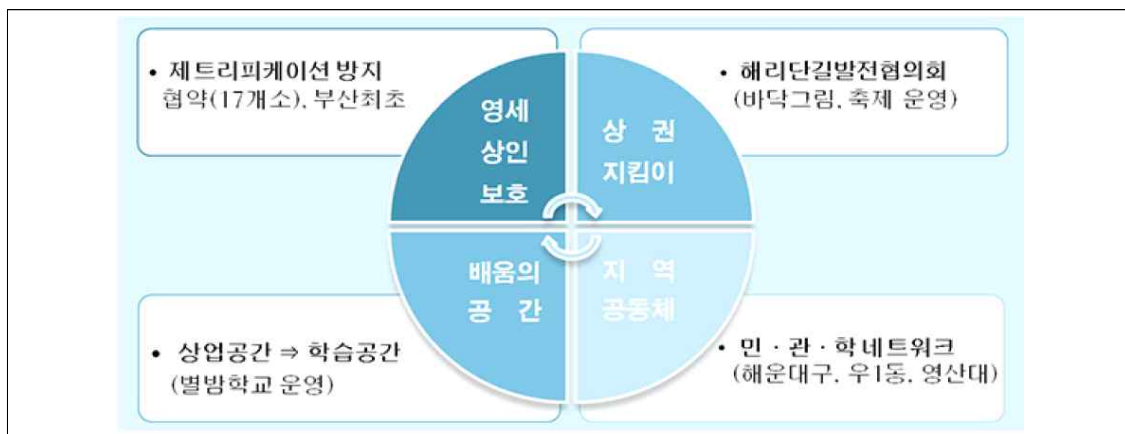 • 제트리피케이션 방지
협약(17개소), 부산최초
영세
상인
보호
상 권
지킴이
• 해리단길발전협의회
(바닥그림, 축제 운영)
• 상업공간 ⇒ 학습공간
(별밤학교 운영)
배움의
공 간
지 역
공동체
• 민·관·학 네트워크
(해운대구, 우1동, 영산대)